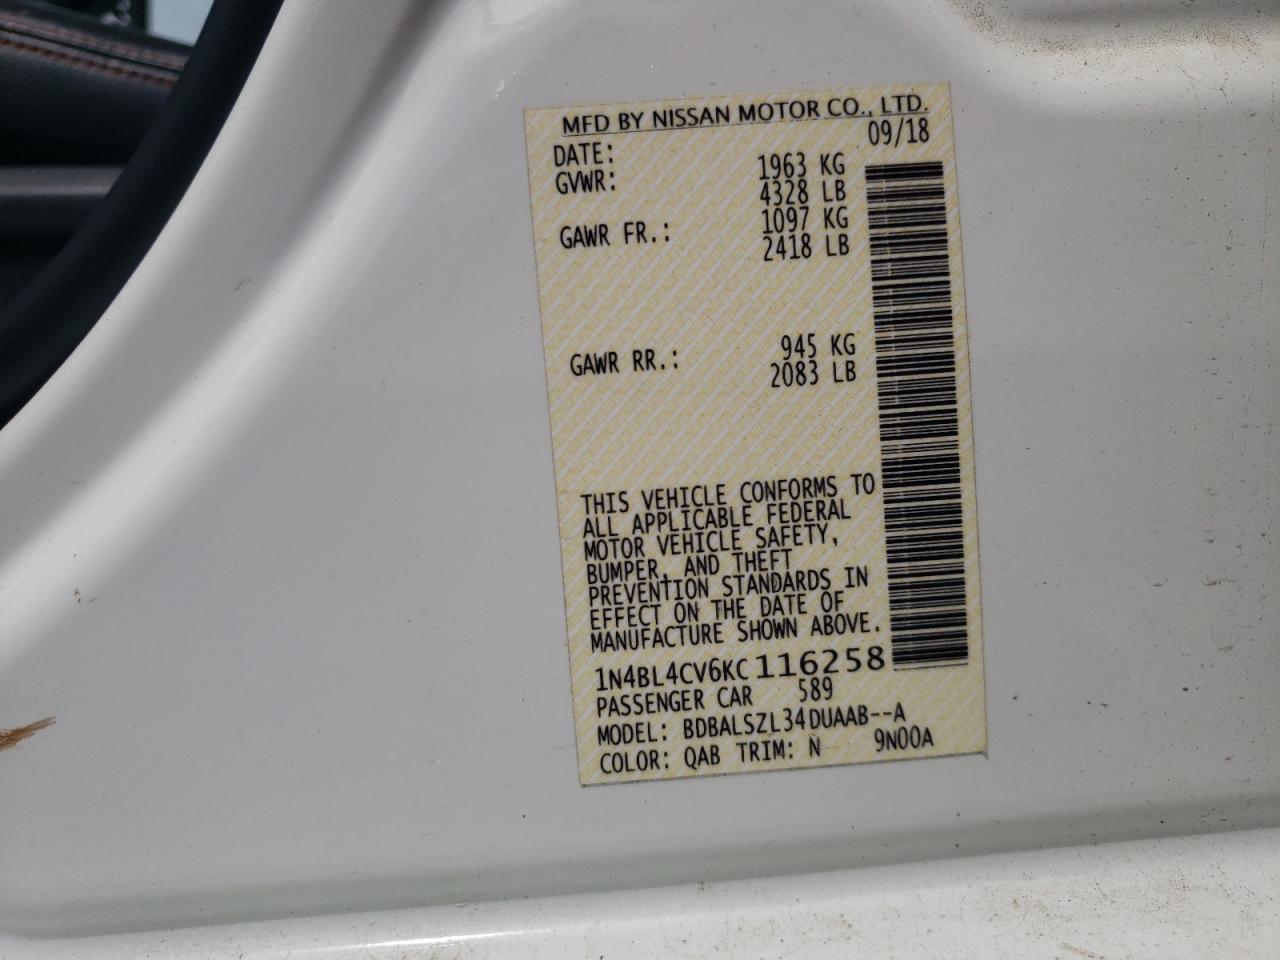 MFD BY NISSAN MOTOR CO., LTD.
DATE: 09/18
GVWR: 1963 KG
4328 LB
GAWR FR.: 1097 KG
2418 LB
GAWR RR.: 945 KG
2083 LB
THIS VEHICLE CONFORMS TO
ALL APPLICABLE FEDERAL
MOTOR VEHICLE SAFETY,
BUMPER, AND THEFT
PREVENTION STANDARDS IN
EFFECT ON THE DATE OF
MANUFACTURE SHOWN ABOVE.
1N4BL4CV6KC116258
PASSENGER CAR 589
MODEL: BDBALSZL34DUAAB--A
COLOR: QAB TRIM: N 9N00A